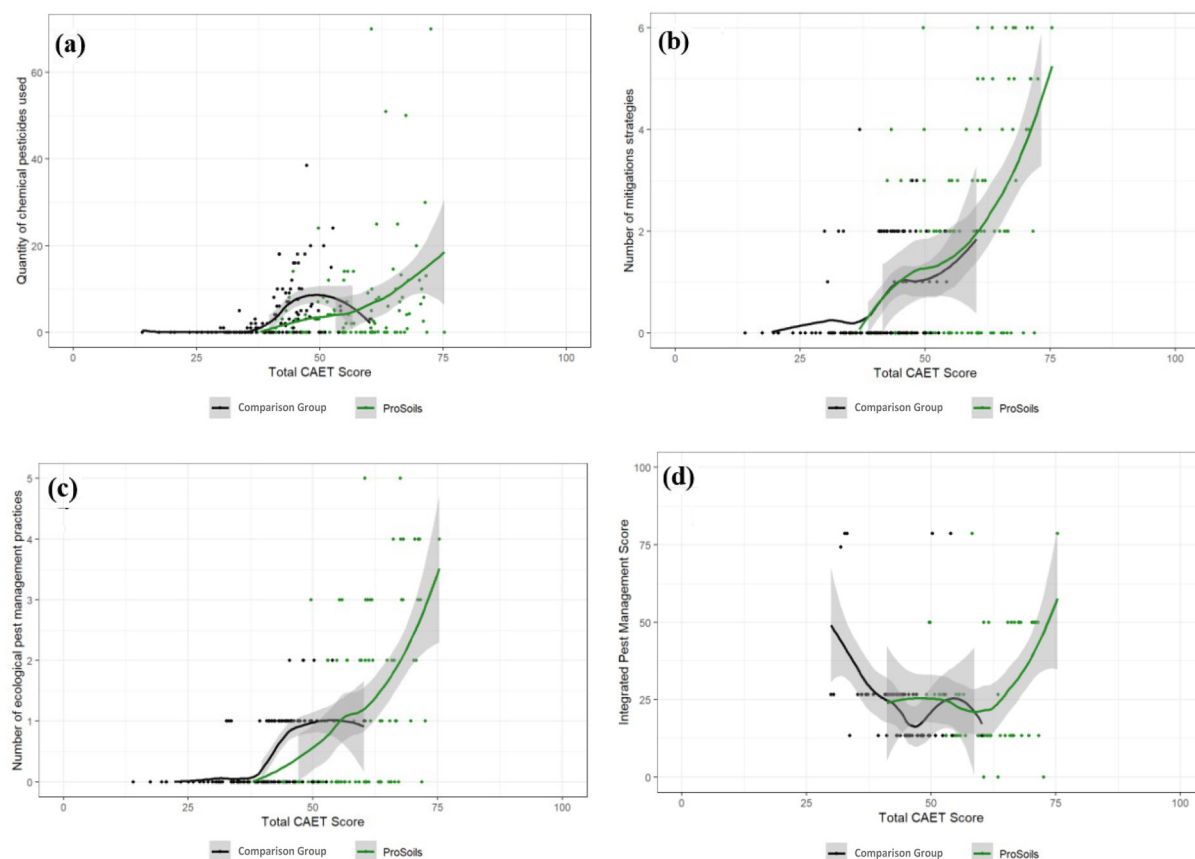 (a)
Quantity of chemical pesticides used
60
40
20
0
0 25 50 75 100
Total CAET Score
Comparison Group ProSoils
(b)
Number of mitigations strategies
6
4
2
0
0 25 50 75 100
Total CAET Score
Comparison Group ProSoils
(c)
Number of ecological pest management practices
5
4
3
2
1
0
0 25 50 75 100
Total CAET Score
Comparison Group ProSoils
(d)
Integrated Pest Management Score
100
75
50
25
0
0 25 50 75 100
Total CAET Score
Comparison Group ProSoils